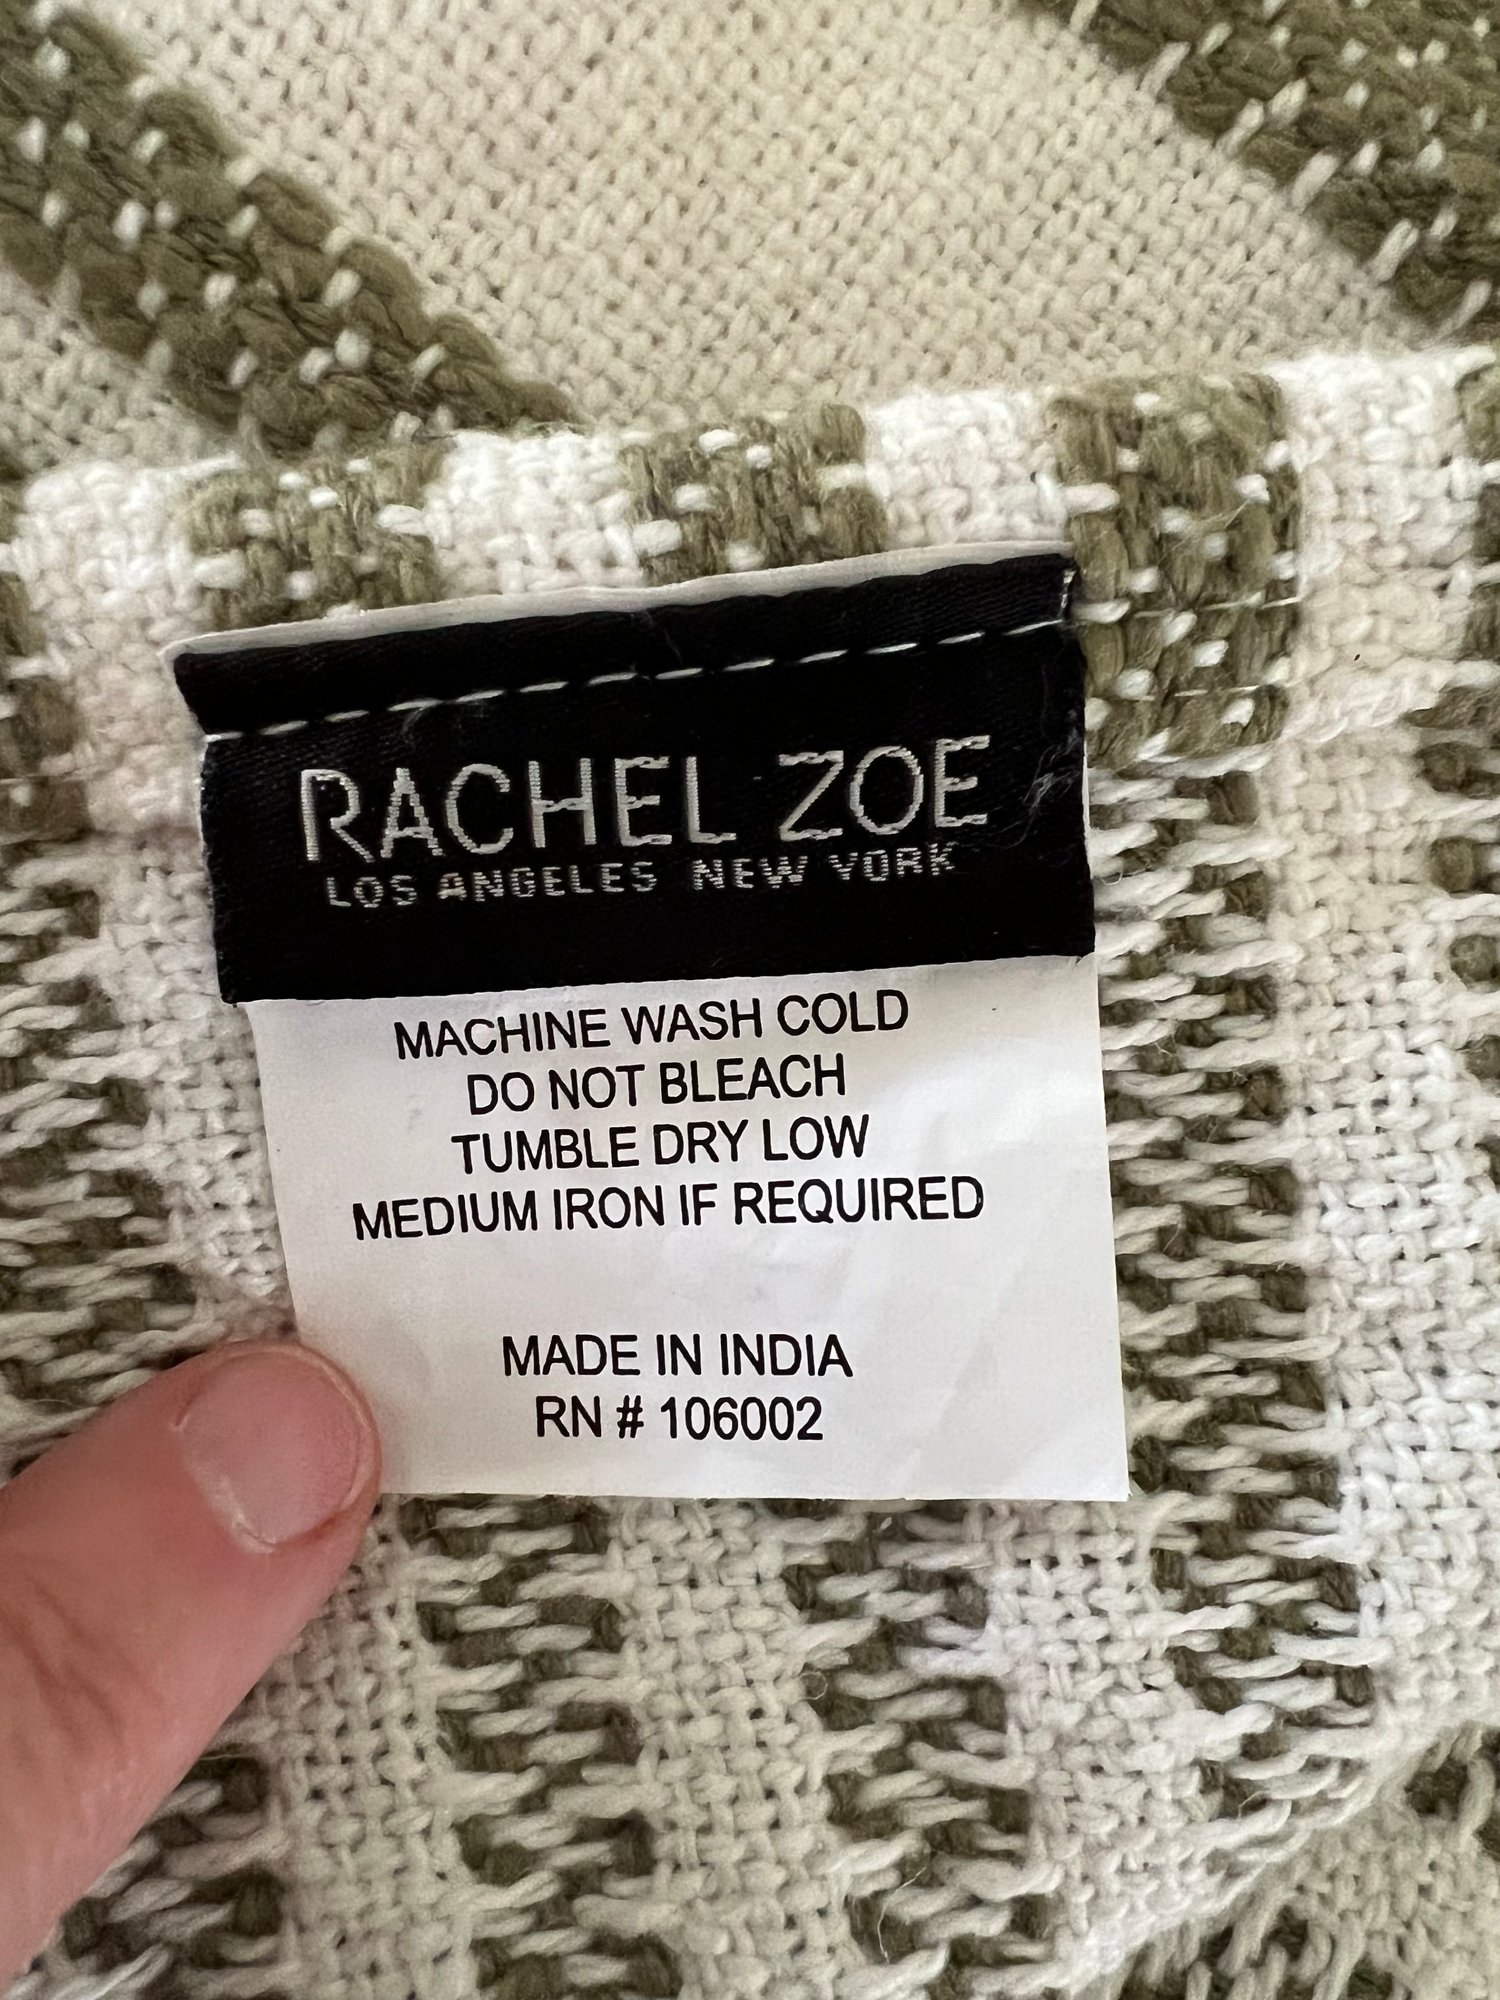 RACHEL ZOE
LOS ANGELES NEW YORK
MACHINE WASH COLD
DO NOT BLEACH
TUMBLE DRY LOW
MEDIUM IRON IF REQUIRED
MADE IN INDIA
RN # 106002